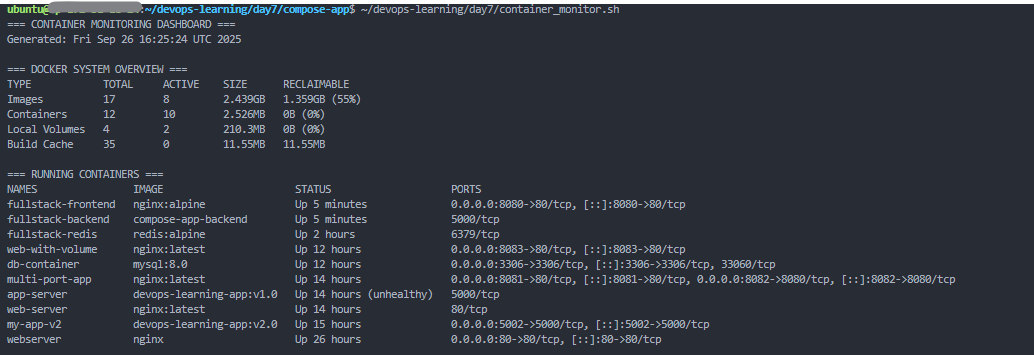 ubuntu@:~/devops-learning/day7/compose-app$ ~/devops-learning/day7/container_monitor.sh
=== CONTAINER MONITORING DASHBOARD ===
Generated: Fri Sep 26 16:25:24 UTC 2025
=== DOCKER SYSTEM OVERVIEW ===
TYPE TOTAL ACTIVE SIZE RECLAIMABLE
Images 17 8 2.439GB 1.359GB (55%)
Containers 12 10 2.526MB 0B (0%)
Local Volumes 4 2 210.3MB 0B (0%)
Build Cache 35 0 11.55MB 11.55MB
=== RUNNING CONTAINERS ===
NAMES IMAGE STATUS PORTS
fullstack-frontend nginx:alpine Up 5 minutes 0.0.0.0:8080->80/tcp, [::]:8080->80/tcp
fullstack-backend compose-app-backend Up 5 minutes 5000/tcp
fullstack-redis redis:alpine Up 2 hours 6379/tcp
web-with-volume nginx:latest Up 12 hours 0.0.0.0:8083->80/tcp, [::]:8083->80/tcp
db-container mysql:8.0 Up 12 hours 0.0.0.0:3306->3306/tcp, [::]:3306->3306/tcp, 33060/tcp
multi-port-app nginx:latest Up 14 hours 0.0.0.0:8081->80/tcp, [::]:8081->80/tcp, 0.0.0.0:8082->8080/tcp, [::]:8082->8080/tcp
app-server devops-learning-app:v1.0 Up 14 hours (unhealthy) 5000/tcp
web-server nginx:latest Up 14 hours 80/tcp
my-app-v2 devops-learning-app:v2.0 Up 15 hours 0.0.0.0:5002->5000/tcp, [::]:5002->5000/tcp
webserver nginx Up 26 hours 0.0.0.0:80->80/tcp, [::]:80->80/tcp